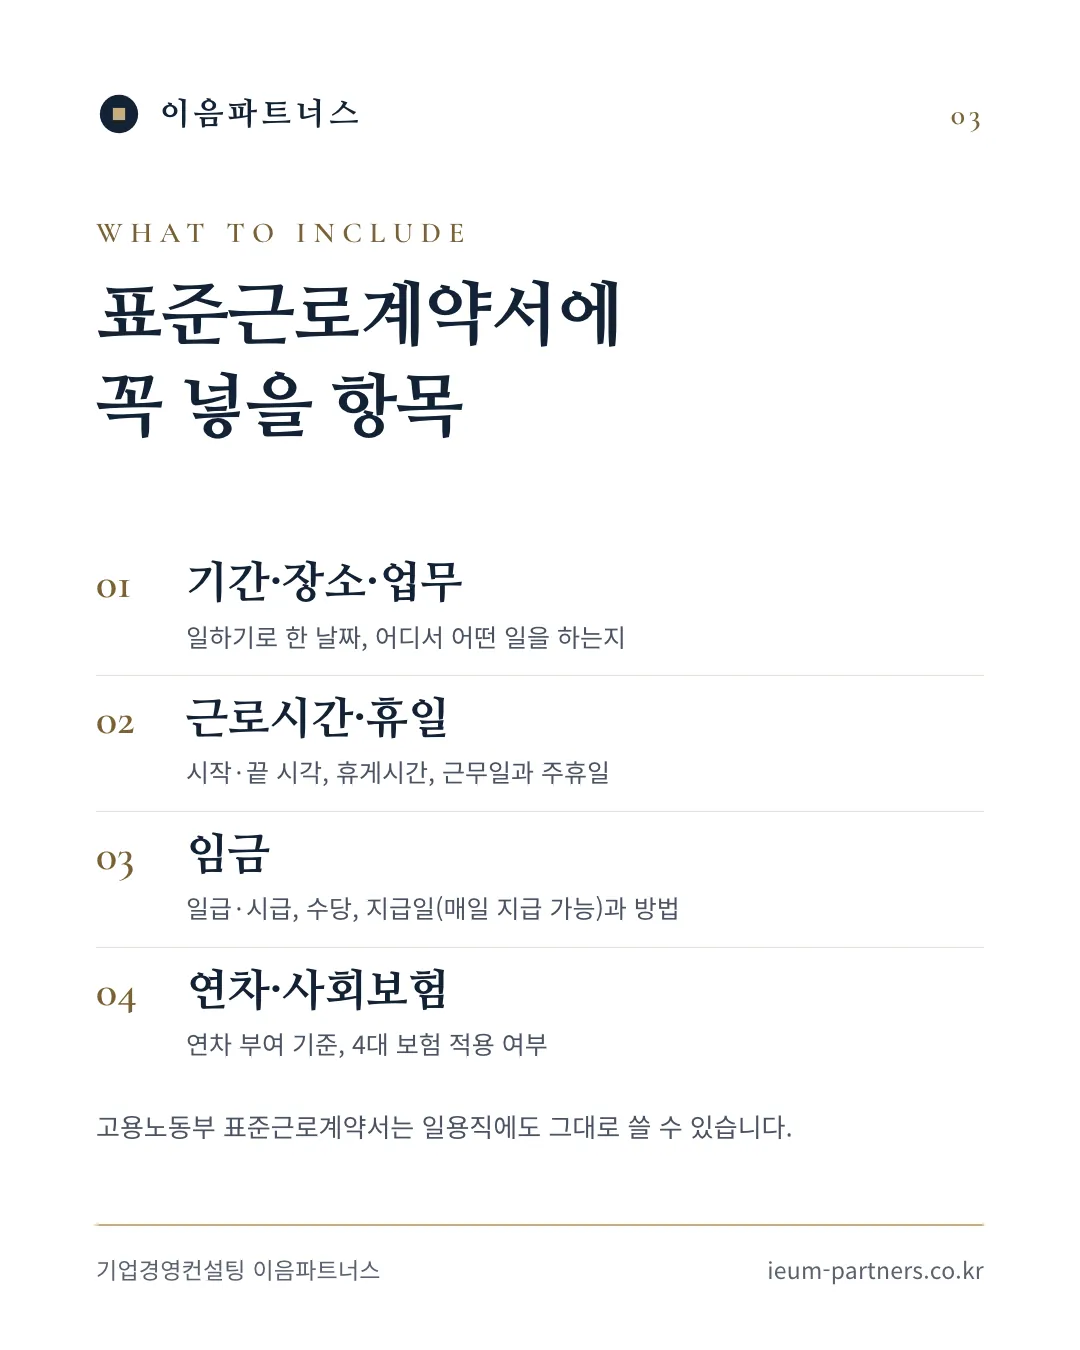 이음파트너스
03
WHAT TO INCLUDE
표준근로계약서에
꼭 넣을 항목
01 기간·장소·업무
일하기로 한 날짜, 어디서 어떤 일을 하는지
02 근로시간·휴일
시작·끝 시각, 휴게시간, 근무일과 주휴일
03 임금
일급·시급, 수당, 지급일(매일 지급 가능)과 방법
04 연차·사회보험
연차 부여 기준, 4대 보험 적용 여부
고용노동부 표준근로계약서는 일용직에도 그대로 쓸 수 있습니다.
기업경영컨설팅 이음파트너스
ieum-partners.co.kr